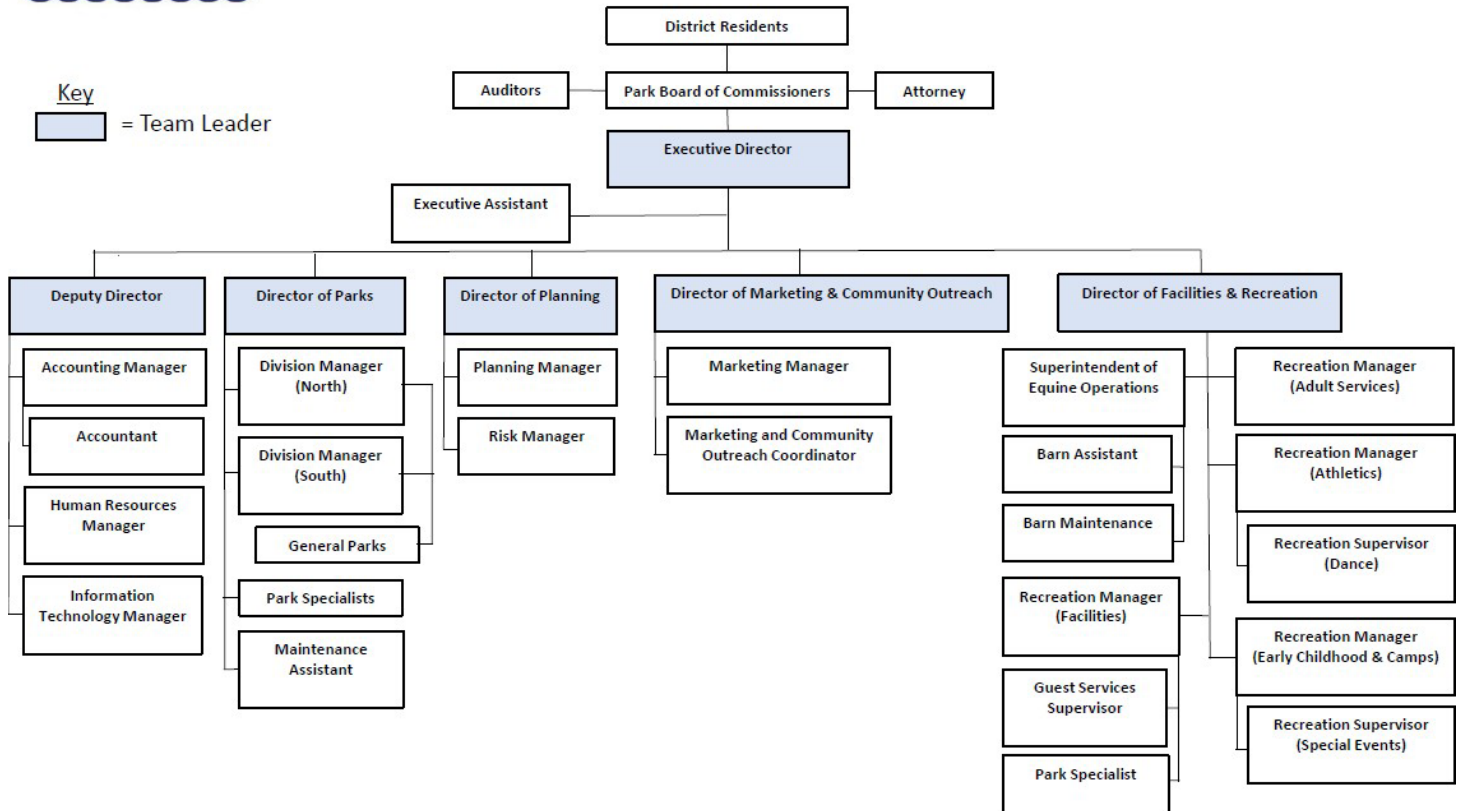 District Residents
Auditors
Park Board of Commissioners
Attorney
Key
= Team Leader
Executive Director
Executive Assistant
Deputy Director
Director of Parks
Director of Planning
Director of Marketing & Community Outreach
Director of Facilities & Recreation
Accounting Manager
Accountant
Human Resources
Manager
Information
Technology Manager
Division Manager
(North)
Division Manager
(South)
General Parks
Park Specialists
Maintenance
Assistant
Planning Manager
Risk Manager
Marketing Manager
Marketing and Community
Outreach Coordinator
Superintendent of
Equine Operations
Barn Assistant
Barn Maintenance
Recreation Manager
(Facilities)
Guest Services
Supervisor
Park Specialist
Recreation Manager
(Adult Services)
Recreation Manager
(Athletics)
Recreation Supervisor
(Dance)
Recreation Manager
(Early Childhood & Camps)
Recreation Supervisor
(Special Events)